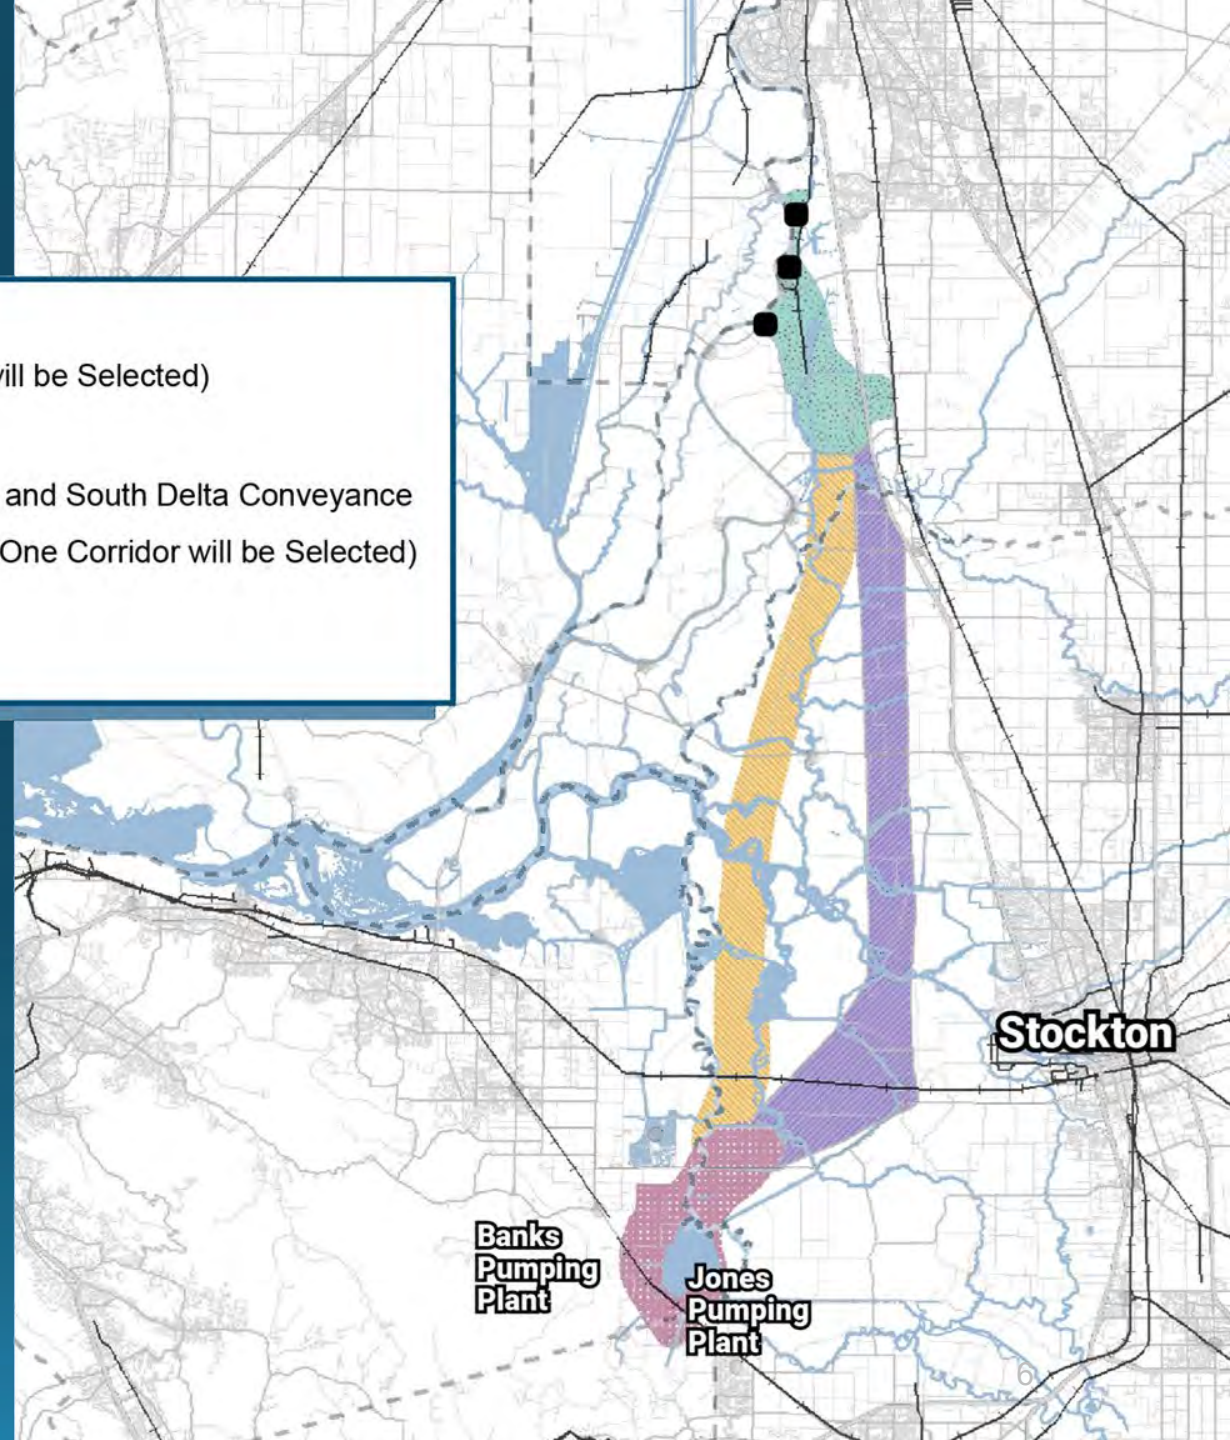 ill be Selected)
and South Delta Conveyance
One Corridor will be Selected)
Stockton
Banks
Pumping
Plant
Jones
Pumping
Plant
6